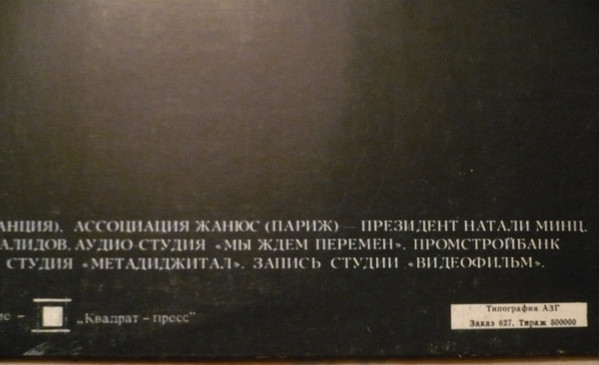 АНЦИЯ). АССОЦИАЦИЯ ЖАНЮС (ПАРИЖ) — ПРЕЗИДЕНТ НАТАЛИ МИНЦ.
АЛИДОВ. АУДИО-СТУДИЯ «МЫ ЖДЕМ ПЕРЕМЕН». ПРОМСТРОЙБАНК
СТУДИЯ «МЕТАДИДЖИТАЛ». ЗАПИСЬ СТУДИИ «ВИДЕОФИЛЬМ».
– „Квадрат – пресс"
Типография АЗГ
Заказ 627. Тираж 500000